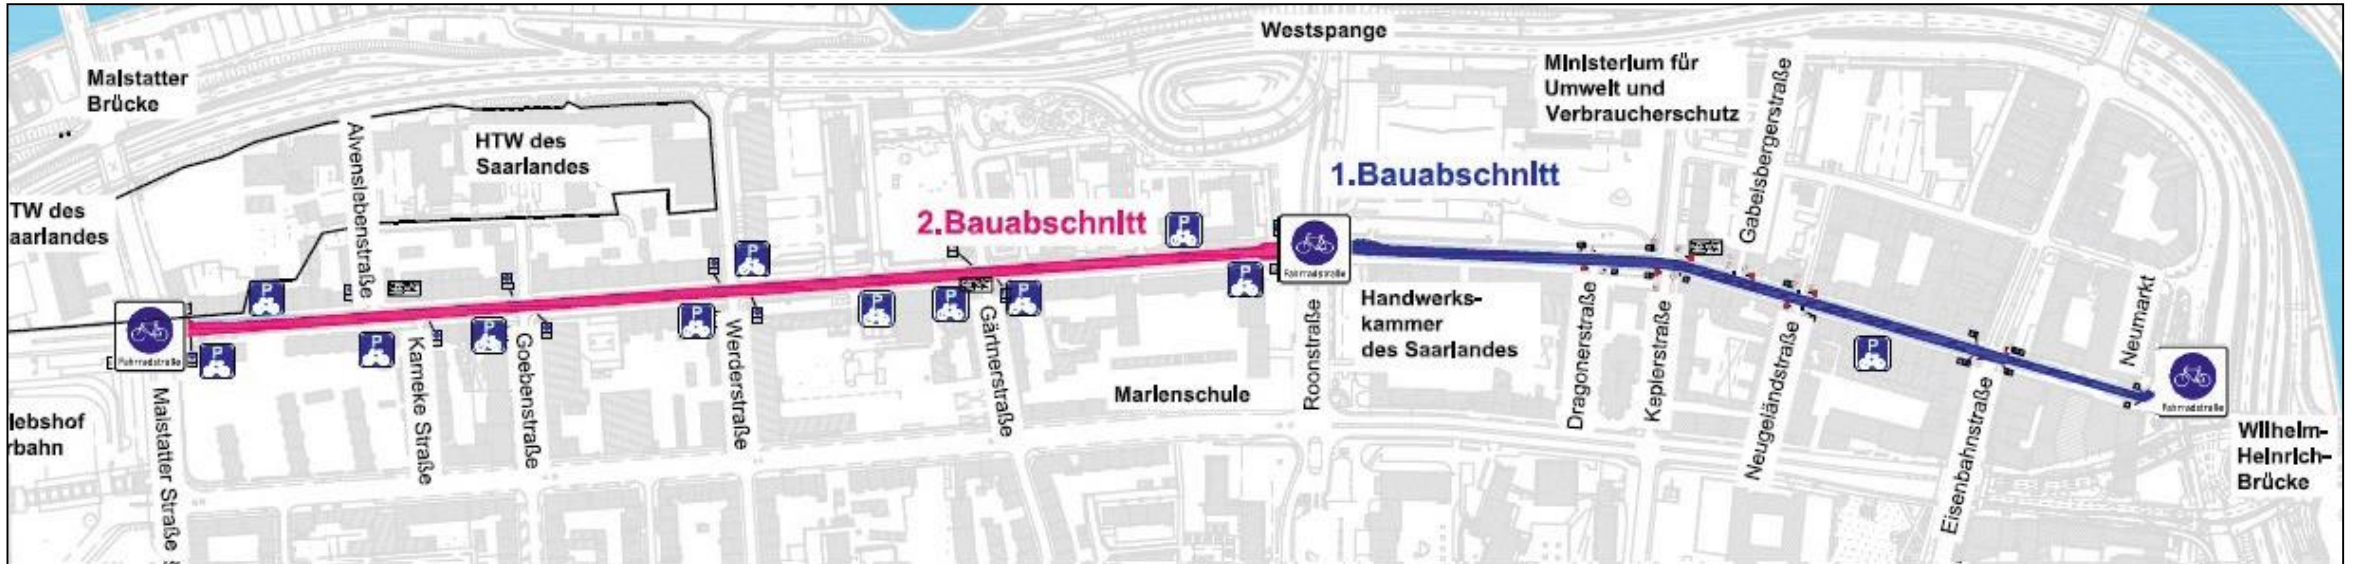 Westspange
Malstatter
Brücke
Ministerium für
Umwelt und
Verbraucherschutz
Gabelsbergerstraße
Alvenslebenstraße
HTW des
Saarlandes
1.Bauabschnitt
2.Bauabschnitt
TW des
aarlandes
P
P
P
P
P
P
P
P
P
P
P
P
Fahrradstraße
Fahrradstraße
Fahrradstraße
Handwerks-
kammer
des Saarlandes
Neumarkt
Malstatter Straße
Kameke Straße
Goebenstraße
Werderstraße
Gärtnerstraße
Marienschule
Roonstraße
Dragonerstraße
Keplerstraße
Neugeländstraße
Eisenbahnstraße
lebshof
rbahn
Wilhelm-
Heinrich-
Brücke